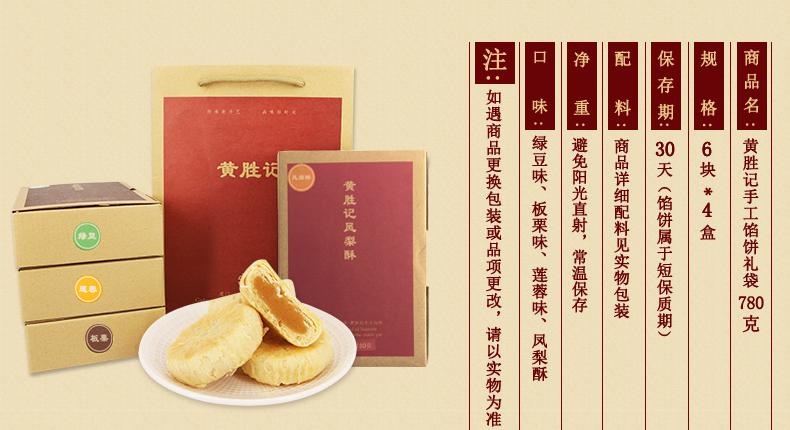 商品名：黄胜记手工馅饼礼袋780克
规格：6块*4盒
保存期：30天（馅饼属于短保质期）
配料：商品详细配料见实物包装
净重：避免阳光直射，常温保存
口味：绿豆味、板栗味、莲蓉味、凤梨酥
注：如遇商品更换包装或品项更改，请以实物为准
黄胜记
凤梨酥
黄胜记凤梨酥
绿豆
莲蓉
板栗